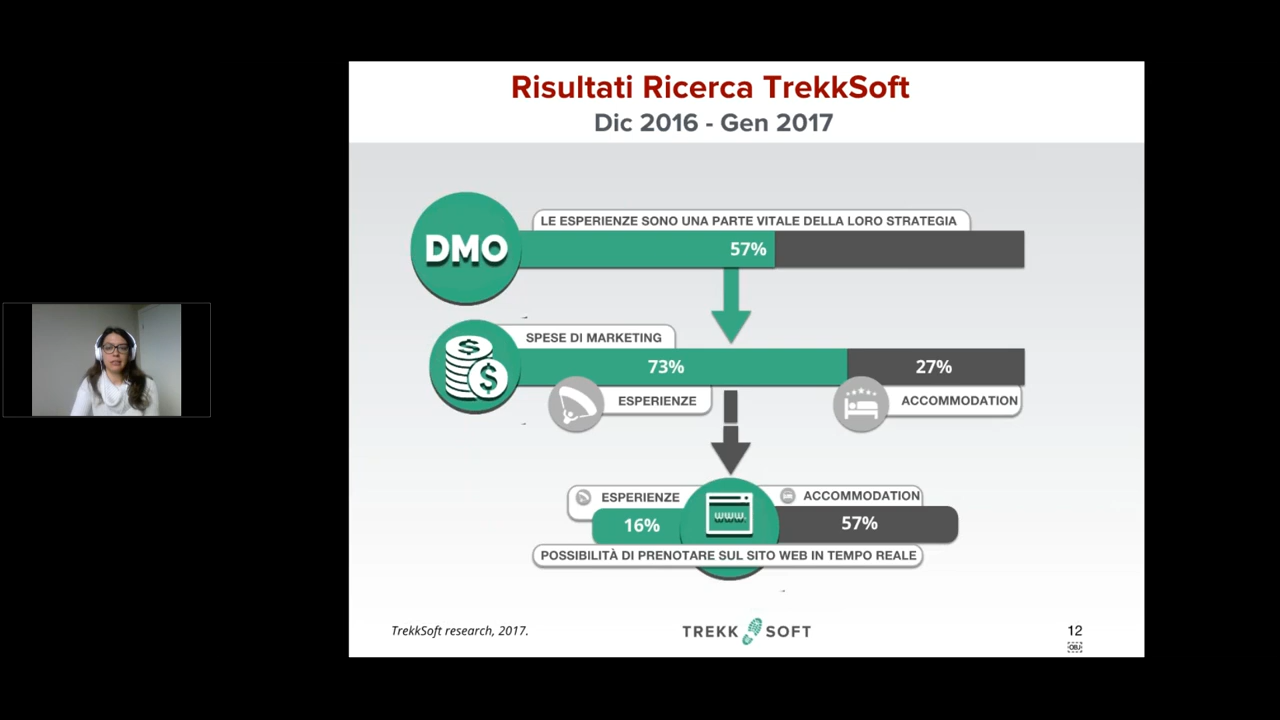 Risultati Ricerca TrekkSoft
Dic 2016 - Gen 2017
LE ESPERIENZE SONO UNA PARTE VITALE DELLA LORO STRATEGIA
DMO
57%
SPESE DI MARKETING
73%
27%
ESPERIENZE
ACCOMMODATION
ESPERIENZE
ACCOMMODATION
16%
www.
57%
POSSIBILITÀ DI PRENOTARE SUL SITO WEB IN TEMPO REALE
TrekkSoft research, 2017.
TREKK SOFT
12
OBJ